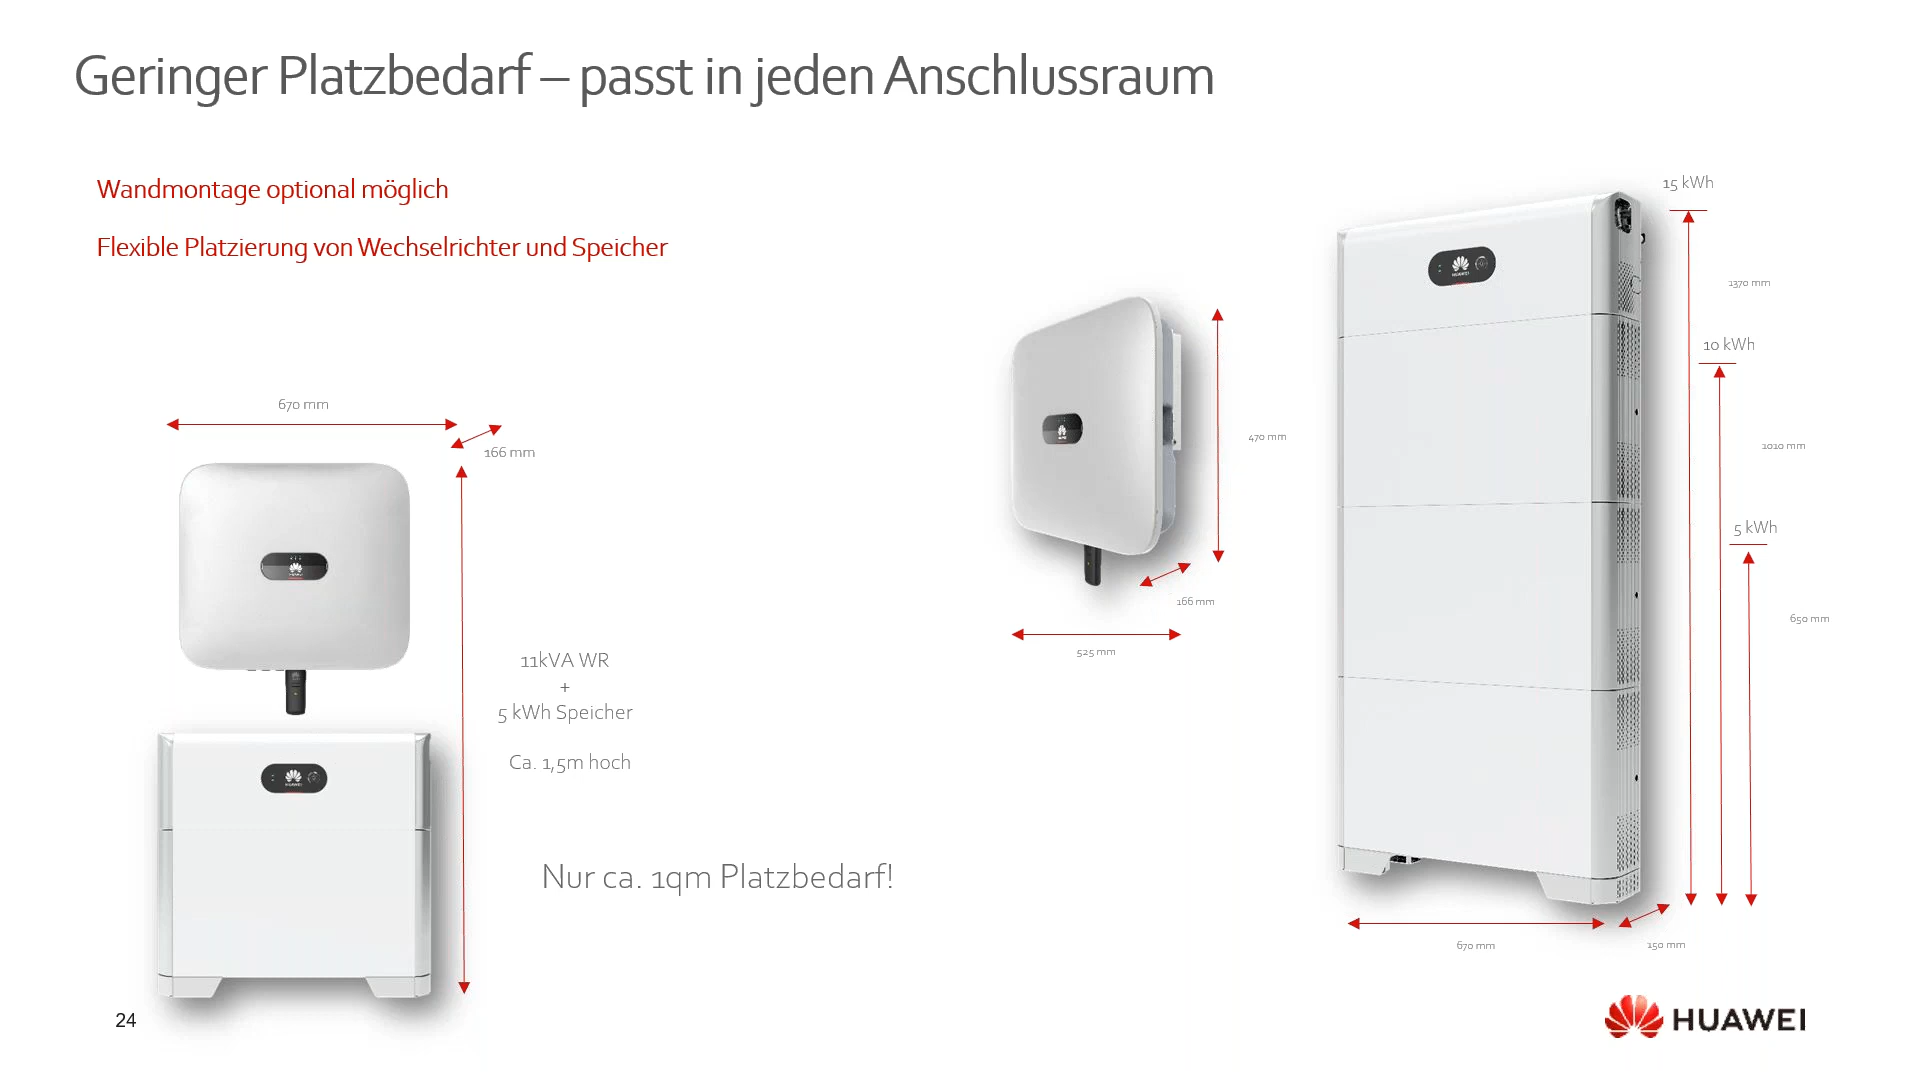 Geringer Platzbedarf – passt in jeden Anschlussraum
Wandmontage optional möglich
Flexible Platzierung von Wechselrichter und Speicher
670 mm
166 mm
11kVA WR
+
5 kWh Speicher
Ca. 1,5m hoch
Nur ca. 1qm Platzbedarf!
470 mm
166 mm
525 mm
15 kWh
1370 mm
10 kWh
1010 mm
5 kWh
650 mm
670 mm
150 mm
HUAWEI
HUAWEI
24
HUAWEI